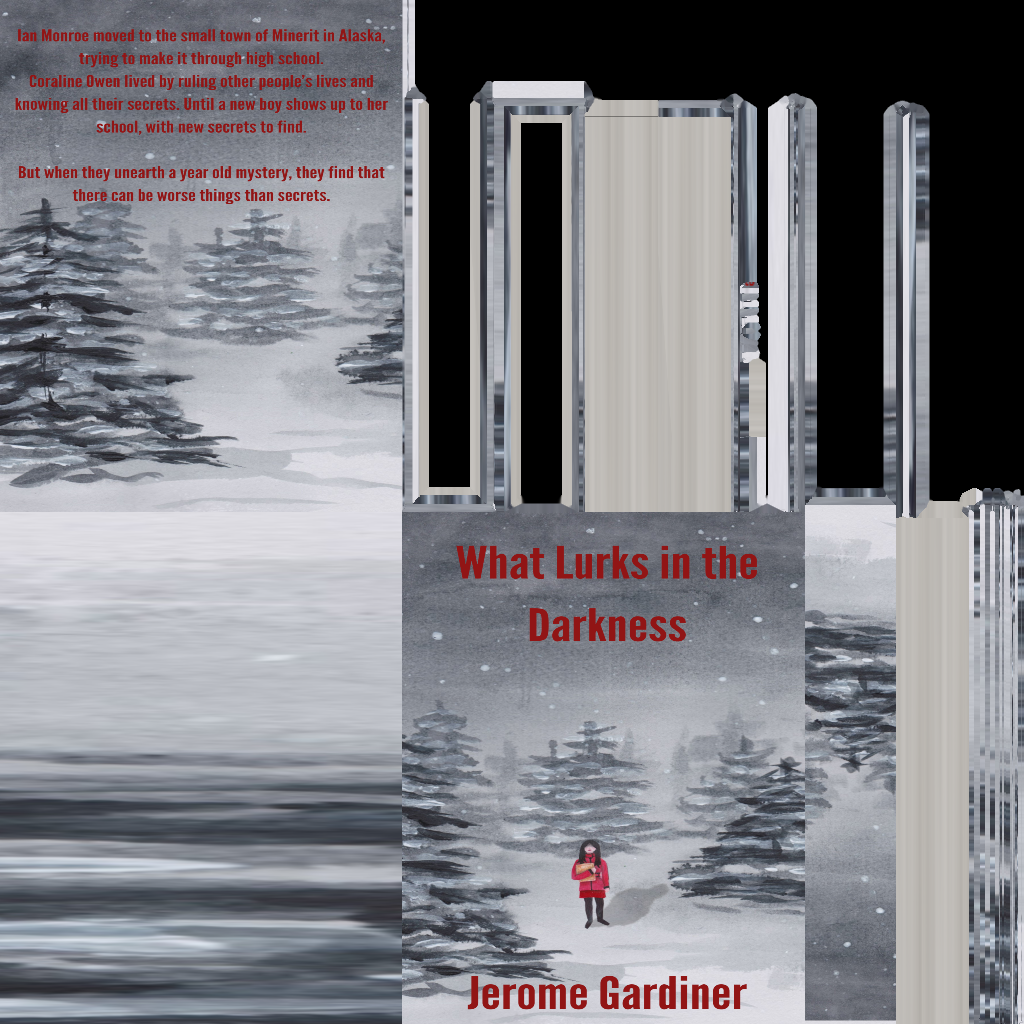 Ian Monroe moved to the small town of Minerit in Alaska,
trying to make it through high school.
Coraline Owen lived by ruling other people's lives and
knowing all their secrets. Until a new boy shows up to her
school, with new secrets to find.
But when they unearth a year old mystery, they find that
there can be worse things than secrets.
What Lurks in the
Darkness
Jerome Gardiner